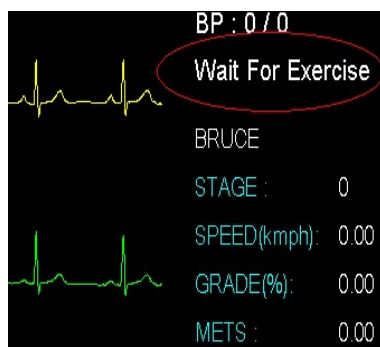 BP : 0 / 0
Wait For Exercise
BRUCE
STAGE : 0
SPEED(kmph): 0.00
GRADE(%): 0.00
METS : 0.00